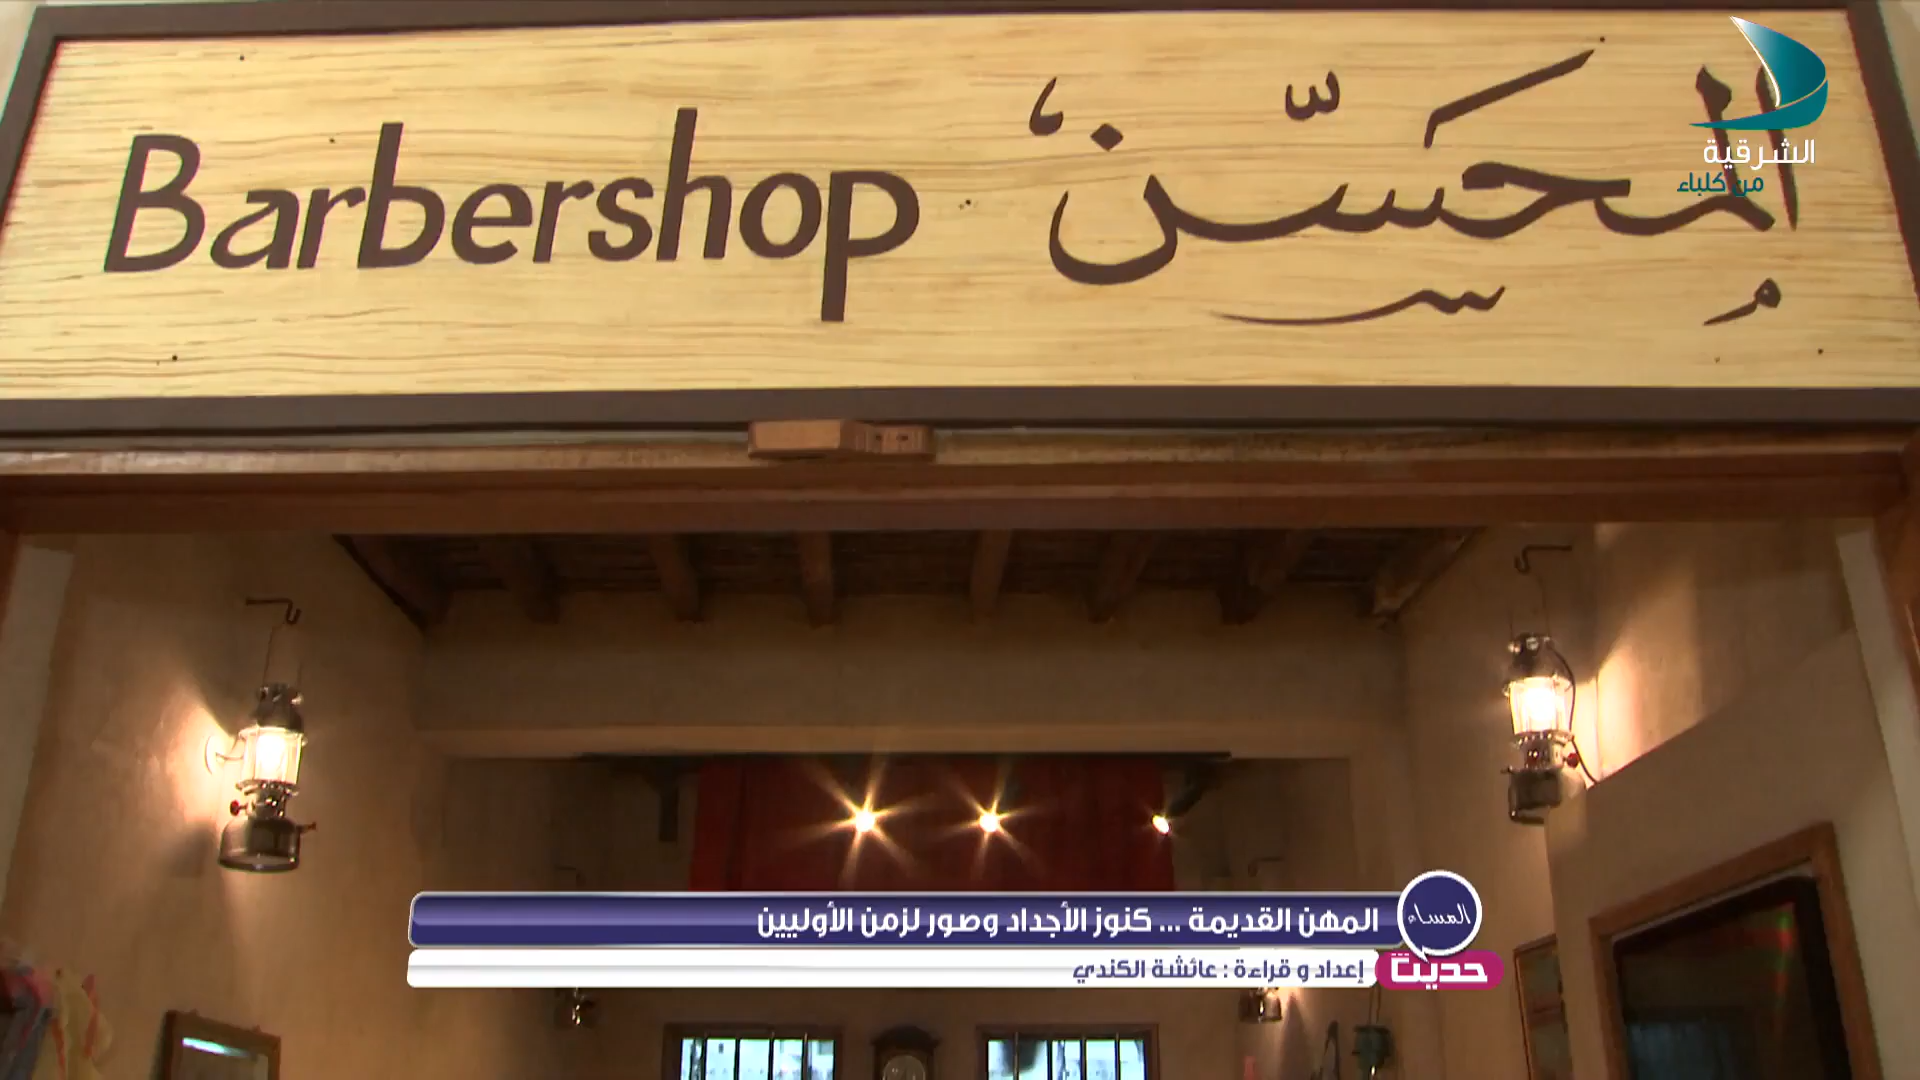 Barbershop المحسّن
الشرقية
من كلباء
المهن القديمة ... كنوز الأجداد وصور لزمن الأوليين
إعداد و قراءة : عائشة الكندي
حديث المساء